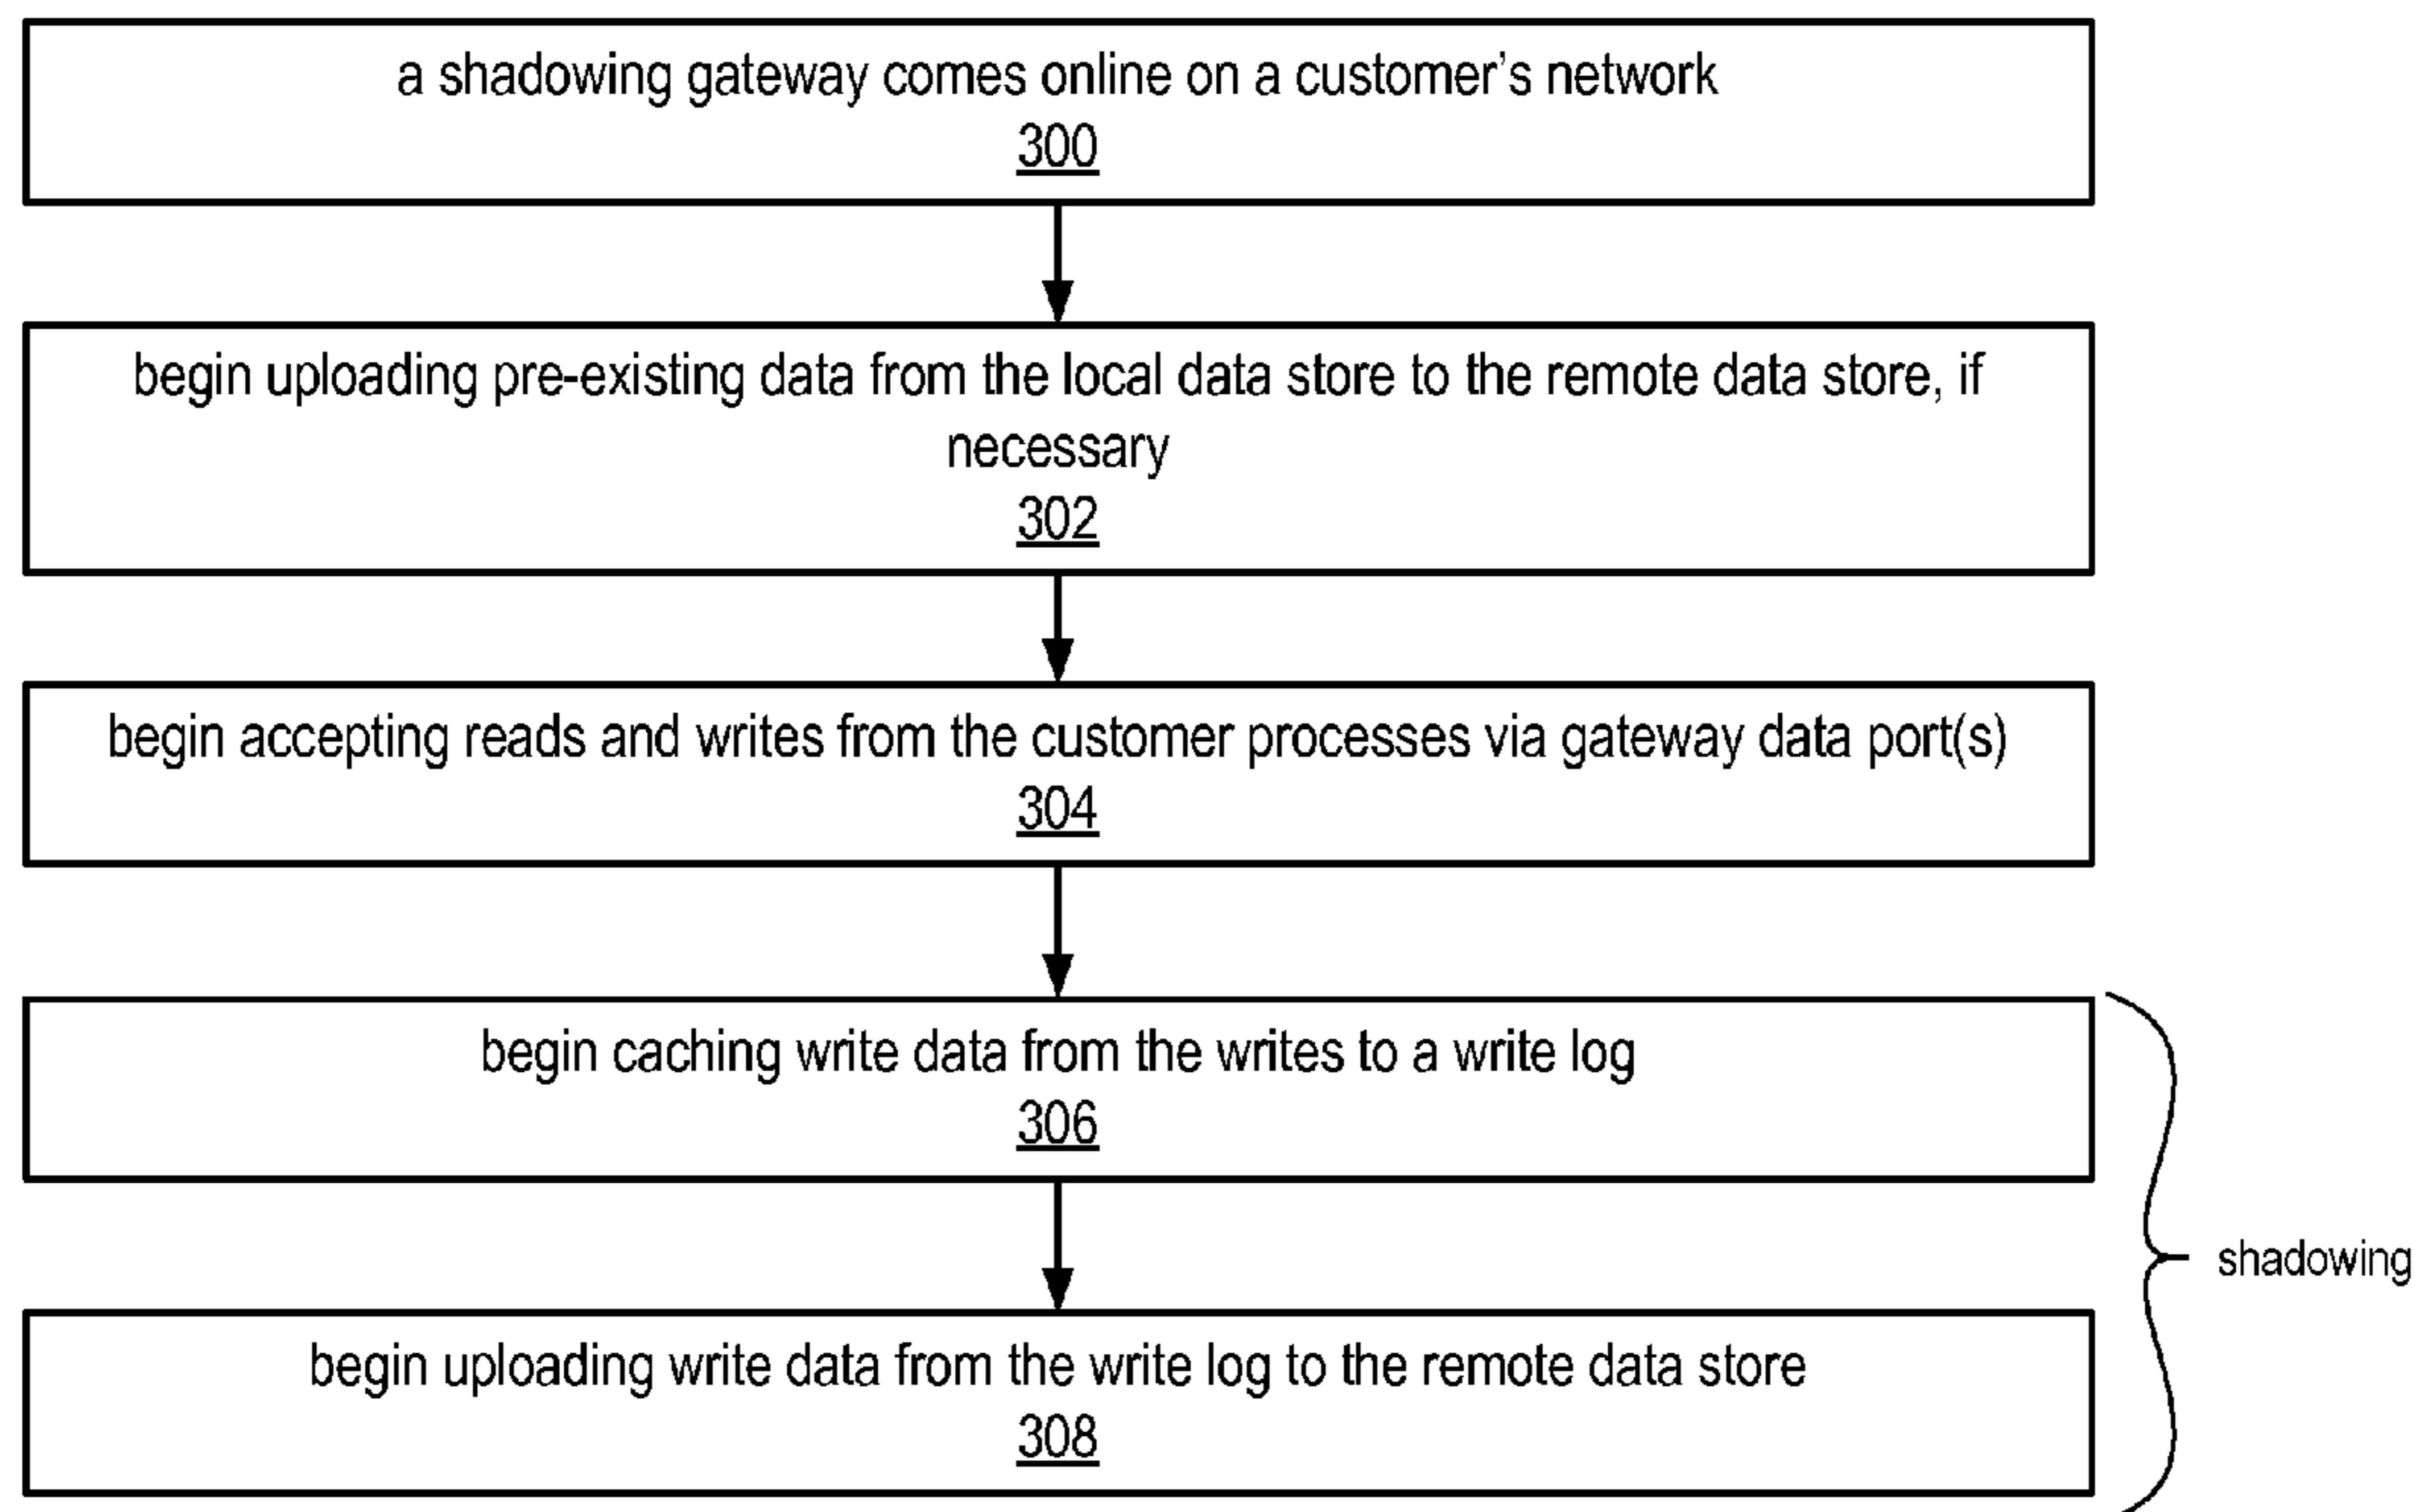 a shadowing gateway comes online on a customer's network
300
begin uploading pre-existing data from the local data store to the remote data store, if
necessary
302
begin accepting reads and writes from the customer processes via gateway data port(s)
304
begin caching write data from the writes to a write log
306
shadowing
begin uploading write data from the write log to the remote data store
308